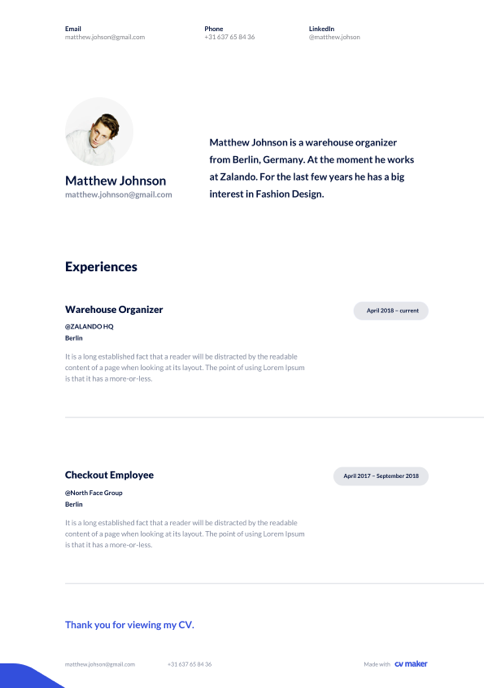 Email
matthew.johson@gmail.com
Phone
+31 637 65 84 36
LinkedIn
@matthew.johson
Matthew Johnson
matthew.johnson@gmail.com
Matthew Johnson is a warehouse organizer
from Berlin, Germany. At the moment he works
at Zalando. For the last few years he has a big
interest in Fashion Design.
Experiences
Warehouse Organizer
April 2018 – current
@ZALANDO HQ
Berlin
It is a long established fact that a reader will be distracted by the readable
content of a page when looking at its layout. The point of using Lorem Ipsum
is that it has a more-or-less.
Checkout Employee
April 2017 – September 2018
@North Face Group
Berlin
It is a long established fact that a reader will be distracted by the readable
content of a page when looking at its layout. The point of using Lorem Ipsum
is that it has a more-or-less.
Thank you for viewing my CV.
matthew.johson@gmail.com
+31 637 65 84 36
Made with cv maker